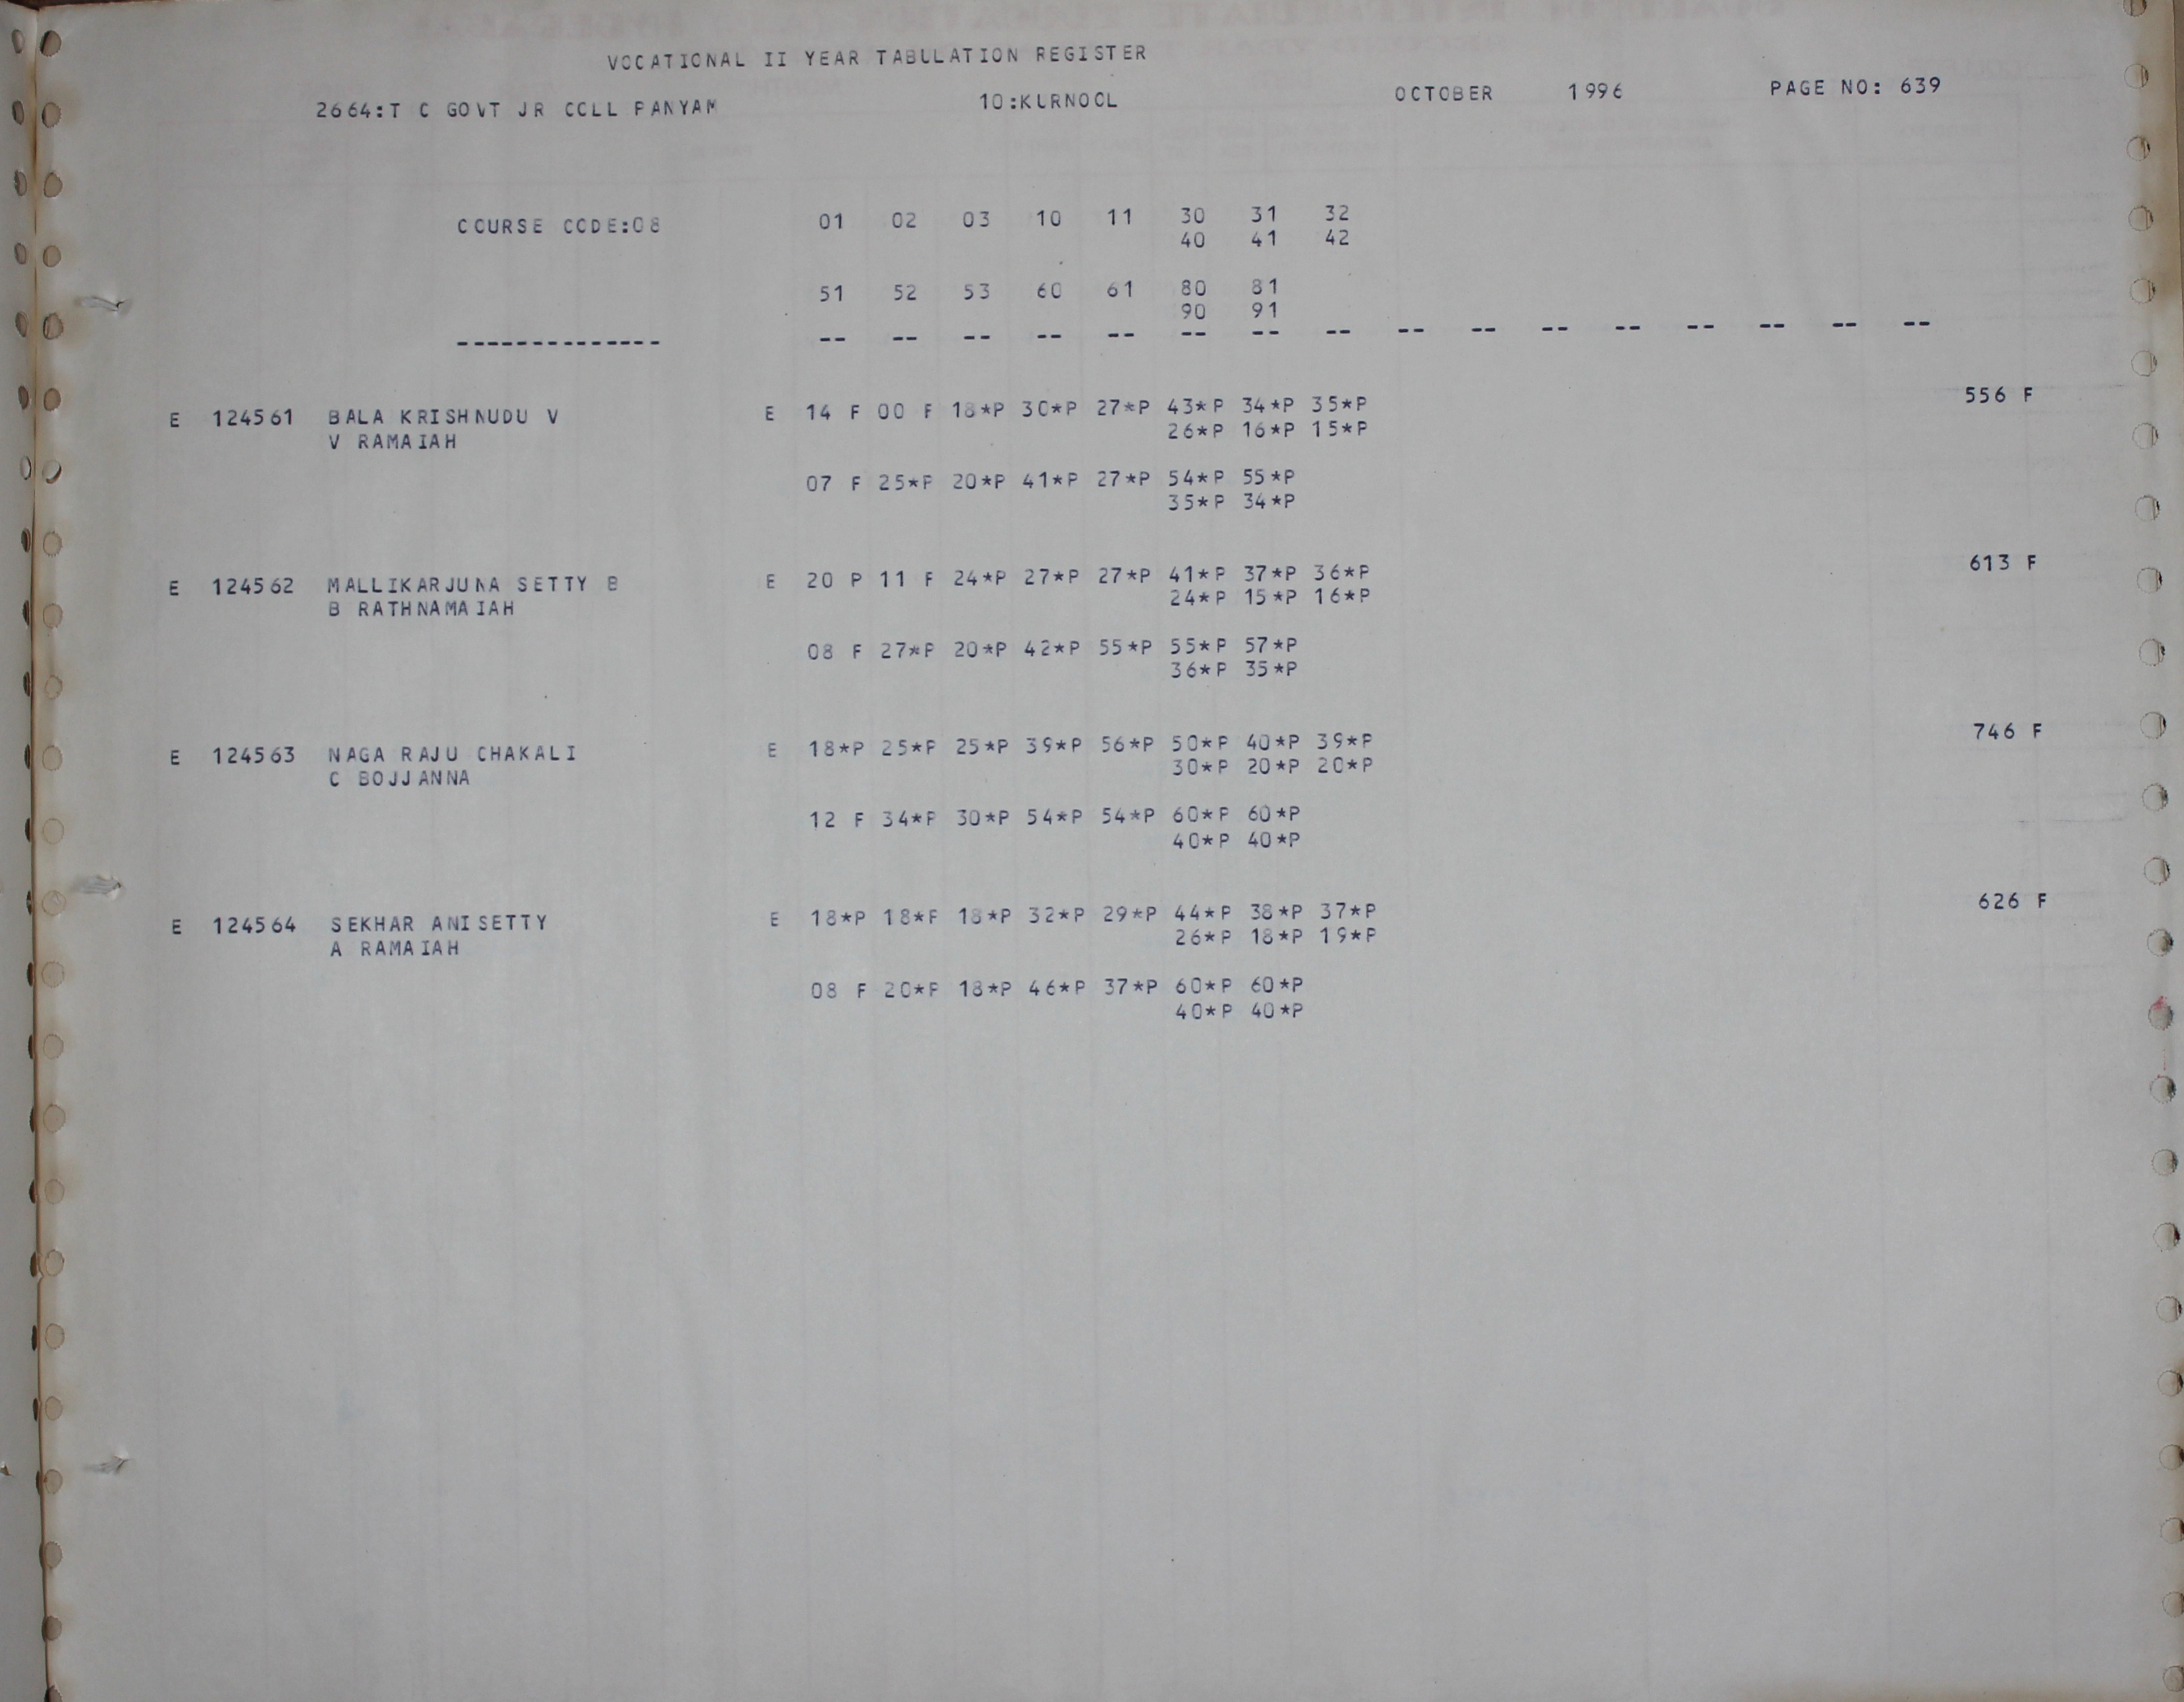 VOCATIONAL II YEAR TABULATION REGISTER
2664:T C GOVT JR COLL PANYAM 10:KURNOOL OCTOBER 1996 PAGE NO: 639
COURSE CODE:08 01 02 03 10 11 30 31 32
40 41 42
51 52 53 60 61 80 81
90 91
-------------- -- -- -- -- -- -- -- -- -- -- -- -- -- -- -- --
E 124561 BALA KRISHNUDU V E 14 F 00 F 18*P 30*P 27*P 43*P 34*P 35*P 556 F
V RAMAIAH 26*P 16*P 15*P
07 F 25*P 20*P 41*P 27*P 54*P 55*P
35*P 34*P
E 124562 MALLIKARJUNA SETTY B E 20 P 11 F 24*P 27*P 27*P 41*P 37*P 36*P 613 F
B RATHNAMAIAH 24*P 15*P 16*P
08 F 27*P 20*P 42*P 55*P 55*P 57*P
36*P 35*P
E 124563 NAGA RAJU CHAKALI E 18*P 25*P 25*P 39*P 56*P 50*P 40*P 39*P 746 F
C BOJJANNA 30*P 20*P 20*P
12 F 34*P 30*P 54*P 54*P 60*P 60*P
40*P 40*P
E 124564 SEKHAR ANISETTY E 18*P 18*P 18*P 32*P 29*P 44*P 38*P 37*P 626 F
A RAMAIAH 26*P 18*P 19*P
08 F 20*P 18*P 46*P 37*P 60*P 60*P
40*P 40*P